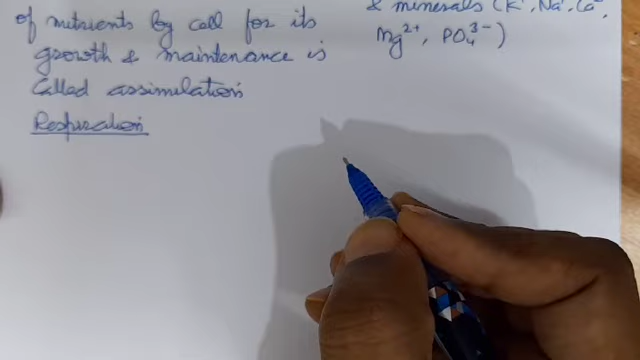 of nutrients by cell for its
growth & maintenance is
called assimilation
Respiration
& minerals (K⁺, Na⁺, Ca²⁺,
Mg²⁺, PO₄³⁻)